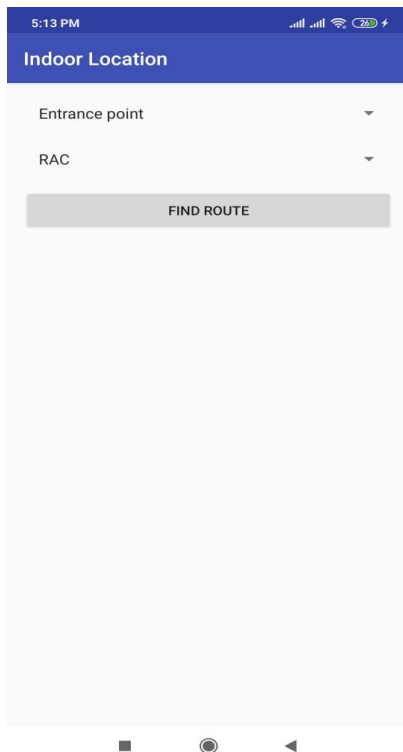 5:13 PM
26
Indoor Location
Entrance point
RAC
FIND ROUTE